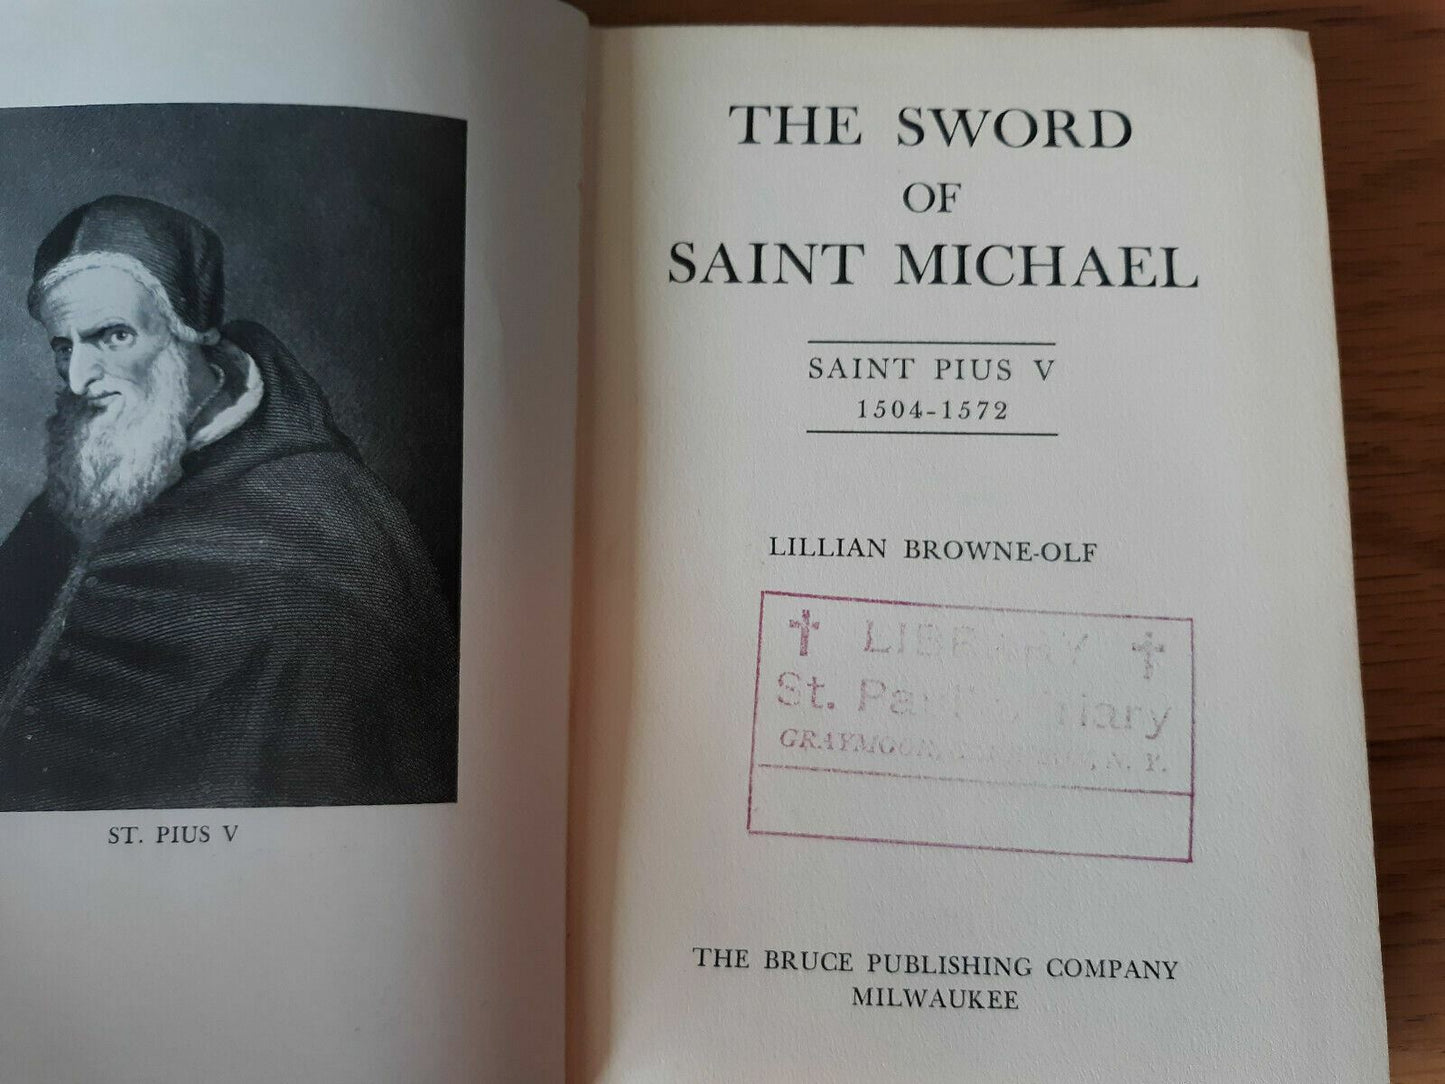 ST. PIUS V
THE SWORD
OF
SAINT MICHAEL
SAINT PIUS V
1504-1572
LILLIAN BROWNE-OLF
† LIBRARY †
St.
GRAYMOOR, N. Y.
THE BRUCE PUBLISHING COMPANY
MILWAUKEE